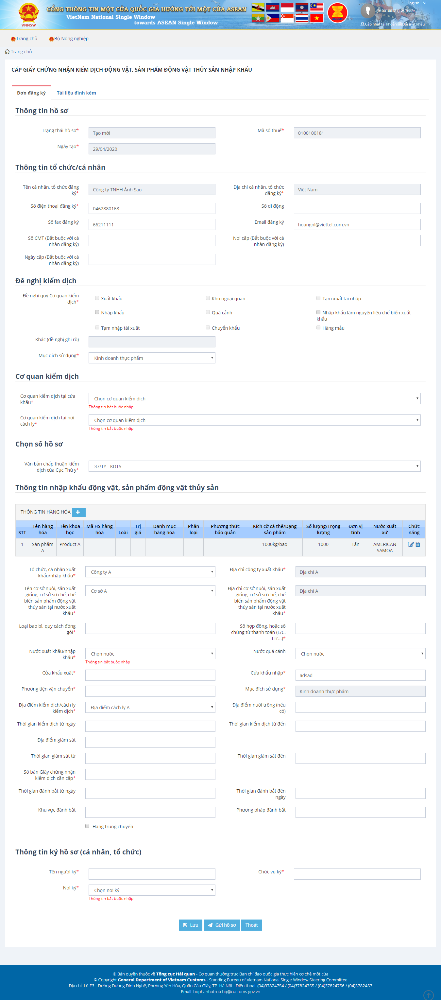 English - VI
CỔNG THÔNG TIN MỘT CỬA QUỐC GIA HƯỚNG TỚI MỘT CỬA ASEAN
VietNam National Single Window
towards ASEAN Single Window
VNNSW
asean
[0100100181] Thoát
Cập nhật tài khoản Đổi mật khẩu
Trang chủ Bộ Nông nghiệp
Trang chủ
CẤP GIẤY CHỨNG NHẬN KIỂM DỊCH ĐỘNG VẬT, SẢN PHẨM ĐỘNG VẬT THỦY SẢN NHẬP KHẨU
Đơn đăng ký Tài liệu đính kèm
Thông tin hồ sơ
Trạng thái hồ sơ* Tạo mới Mã số thuế* 0100100181
Ngày tạo* 29/04/2020
Thông tin tổ chức/cá nhân
Tên cá nhân, tổ chức đăng
ký* Công ty TNHH Ánh Sao
Địa chỉ cá nhân, tổ chức
đăng ký* Việt Nam
Số điện thoại đăng ký* 0462880168 Số di động
Số fax đăng ký 66211111 Email đăng ký hoangnl@viettel.com.vn
Số CMT (Bắt buộc với cá
nhân đăng ký)
Nơi cấp (Bắt buộc với cá
nhân đăng ký)
Ngày cấp (Bắt buộc với cá
nhân đăng ký)
Đề nghị kiểm dịch
Đề nghị quý Cơ quan kiểm
dịch*
Xuất khẩu Kho ngoại quan Tạm xuất tái nhập
Nhập khẩu Quá cảnh Nhập khẩu làm nguyên liệu chế biến xuất
khẩu
Tạm nhập tái xuất Chuyển khẩu Hàng mẫu
Khác (đề nghị ghi rõ)
Mục đích sử dụng* Kinh doanh thực phẩm
Cơ quan kiểm dịch
Cơ quan kiểm dịch tại cửa
khẩu* Chọn cơ quan kiểm dịch
Thông tin bắt buộc nhập
Cơ quan kiểm dịch tại nơi
cách ly* Chọn cơ quan kiểm dịch
Thông tin bắt buộc nhập
Chọn số hồ sơ
Văn bản chấp thuận kiểm
dịch của Cục Thú y* 37/TY - KDTS
Thông tin nhập khẩu động vật, sản phẩm động vật thủy sản
THÔNG TIN HÀNG HÓA
STT Tên hàng hóa Tên khoa học Mã HS hàng hóa Loài Trị giá Danh mục hàng hóa Phân loại Phương thức bảo quản Kích cỡ cá thể/Dạng sản phẩm Số lượng/Trọng lượng Đơn vị tính Nước xuất xứ Chức năng
1 Sản phẩm A Product A 1000kg/bao 1000 Tấn AMERICAN SAMOA
Tổ chức, cá nhân xuất
khẩu/nhập khẩu* Công ty A
Địa chỉ công ty xuất khẩu* Địa chỉ A
Tên cơ sở nuôi, sản xuất
giống, cơ sở sơ chế, chế
biến sản phẩm động vật
thủy sản tại nước xuất
khẩu*
Cơ sở A
Địa chỉ cơ sở nuôi, sản xuất
giống, cơ sở sơ chế, chế
biến sản phẩm động vật
thủy sản tại nước xuất
khẩu*
Địa chỉ A
Loại bao bì, quy cách đóng
gói*
Số hợp đồng, hoặc số
chứng từ thanh toán (L/C,
TTr...)*
Nước xuất khẩu/nhập
khẩu* Chọn nước
Thông tin bắt buộc nhập
Nước quá cảnh Chọn nước
Cửa khẩu xuất* Cửa khẩu nhập* adsad
Phương tiện vận chuyển* Mục đích sử dụng* Kinh doanh thực phẩm
Địa điểm kiểm dịch/cách ly
kiểm dịch* Địa điểm cách ly A
Địa điểm nuôi trồng (nếu
có)
Thời gian kiểm dịch từ ngày Thời gian kiểm dịch từ đến
Địa điểm giám sát
Thời gian giám sát từ Thời gian giám sát đến
Số bản Giấy chứng nhận
kiểm dịch cần cấp*
Thời gian đánh bắt từ ngày Thời gian đánh bắt đến
ngày
Khu vực đánh bắt Phương pháp đánh bắt
Hàng trung chuyển
Thông tin ký hồ sơ (cá nhân, tổ chức)
Tên người ký* Chức vụ ký*
Nơi ký* Chọn nơi ký
Thông tin bắt buộc nhập
Lưu Gửi hồ sơ Thoát
© Bản quyền thuộc về Tổng cục Hải quan - Cơ quan thường trực Ban chỉ đạo quốc gia thực hiện cơ chế một cửa
© Copyright General Department of Vietnam Customs - Standing Bureau of Vietnam National Single Window Steering Committee
Địa chỉ: Lô E3 - Đường Dương Đình Nghệ, Phường Yên Hòa, Quận Cầu Giấy, TP. Hà Nội - Điện thoại: (04)37824754 / (04)37824755 / (04)37824756 / (04)3782457
Email: bophanhotrotchq@customs.gov.vn